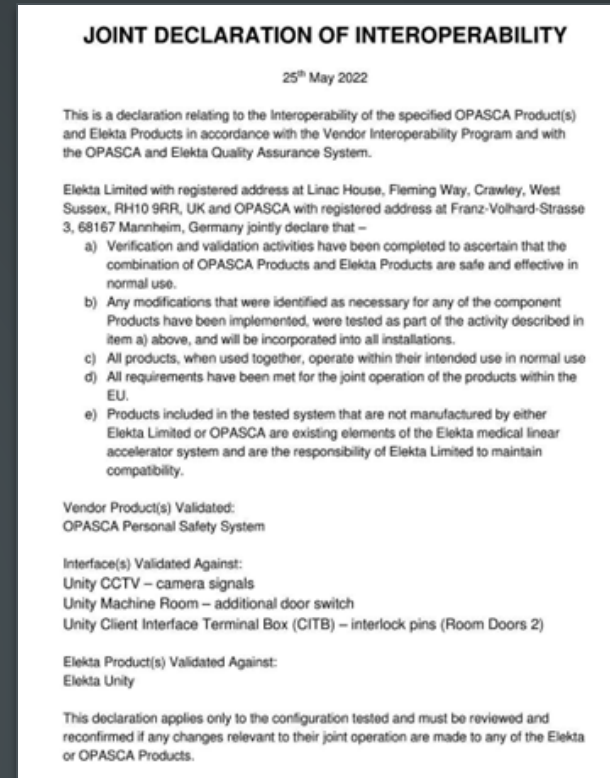 JOINT DECLARATION OF INTEROPERABILITY
25th May 2022
This is a declaration relating to the Interoperability of the specified OPASCA Product(s)
and Elekta Products in accordance with the Vendor Interoperability Program and with
the OPASCA and Elekta Quality Assurance System.
Elekta Limited with registered address at Linac House, Fleming Way, Crawley, West
Sussex, RH10 9RR, UK and OPASCA with registered address at Franz-Volhard-Strasse
3, 68167 Mannheim, Germany jointly declare that –
a) Verification and validation activities have been completed to ascertain that the
combination of OPASCA Products and Elekta Products are safe and effective in
normal use.
b) Any modifications that were identified as necessary for any of the component
Products have been implemented, were tested as part of the activity described in
item a) above, and will be incorporated into all installations.
c) All products, when used together, operate within their intended use in normal use
d) All requirements have been met for the joint operation of the products within the
EU.
e) Products included in the tested system that are not manufactured by either
Elekta Limited or OPASCA are existing elements of the Elekta medical linear
accelerator system and are the responsibility of Elekta Limited to maintain
compatibility.
Vendor Product(s) Validated:
OPASCA Personal Safety System
Interface(s) Validated Against:
Unity CCTV – camera signals
Unity Machine Room – additional door switch
Unity Client Interface Terminal Box (CITB) – interlock pins (Room Doors 2)
Elekta Product(s) Validated Against:
Elekta Unity
This declaration applies only to the configuration tested and must be reviewed and
reconfirmed if any changes relevant to their joint operation are made to any of the Elekta
or OPASCA Products.